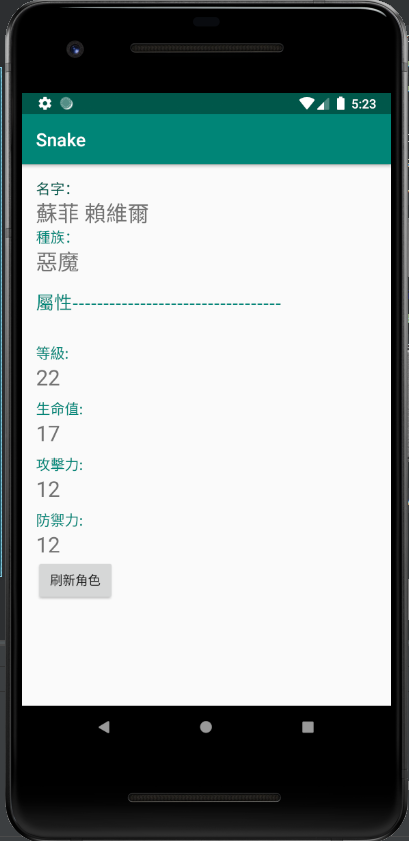 5:23
Snake
名字：
蘇菲 賴維爾
種族：
惡魔
屬性----------------------------------
等級:
22
生命值:
17
攻擊力:
12
防禦力:
12
刷新角色